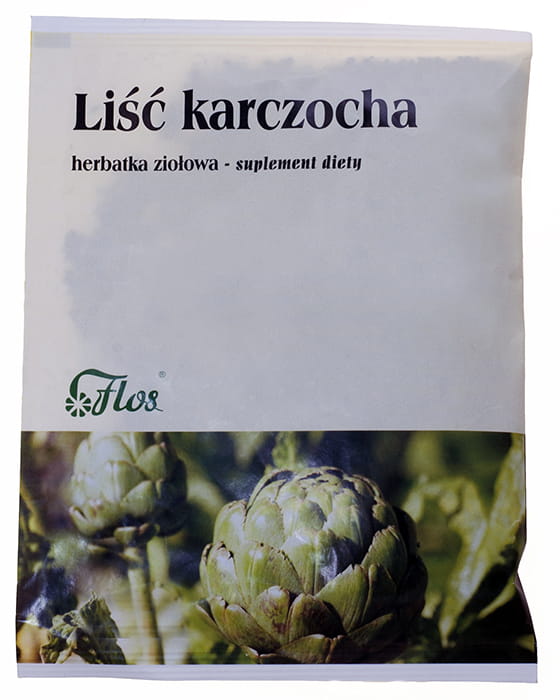 Liść karczocha
herbatka ziołowa - suplement diety
Flos ®